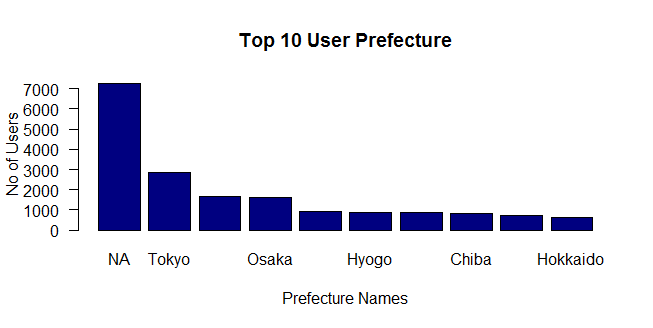 Top 10 User Prefecture
No of Users
7000
6000
5000
4000
3000
2000
1000
0
NA Tokyo Osaka Hyogo Chiba Hokkaido
Prefecture Names